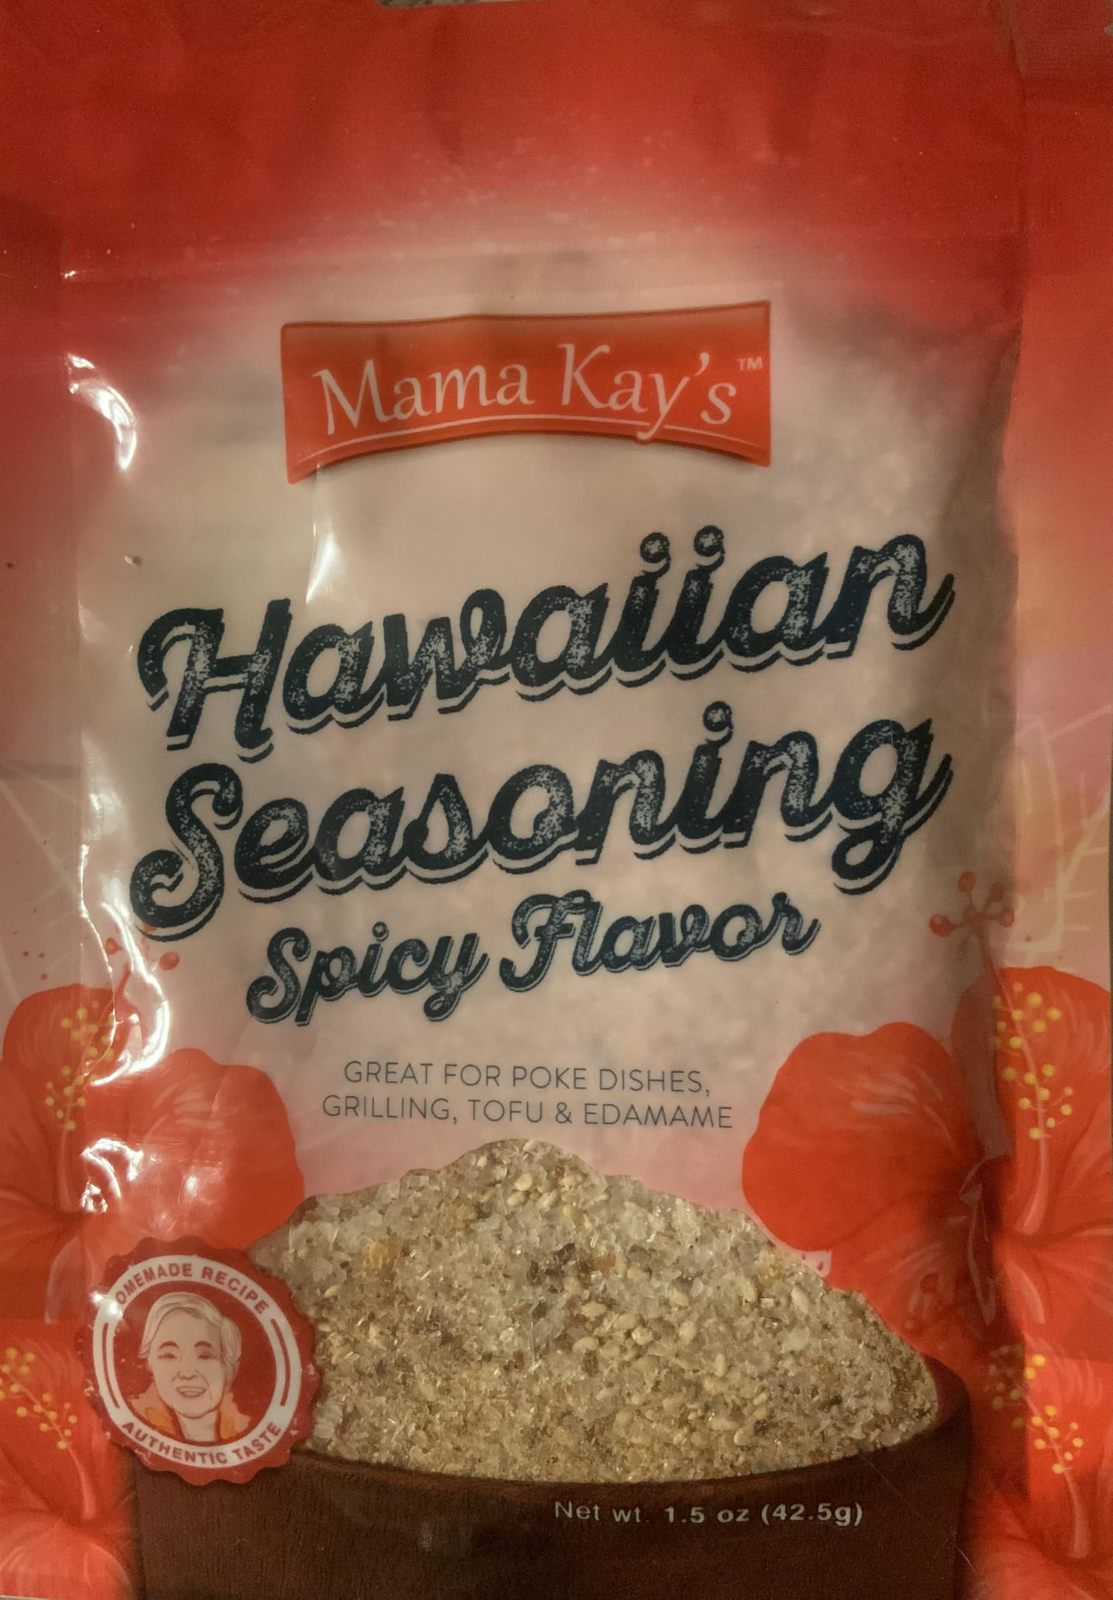 Mama Kay's™
Hawaiian
Seasoning
Spicy Flavor
GREAT FOR POKE DISHES,
GRILLING, TOFU & EDAMAME
OMEMADE RECIPE
AUTHENTIC TASTE
Net wt. 1.5 oz (42.5g)